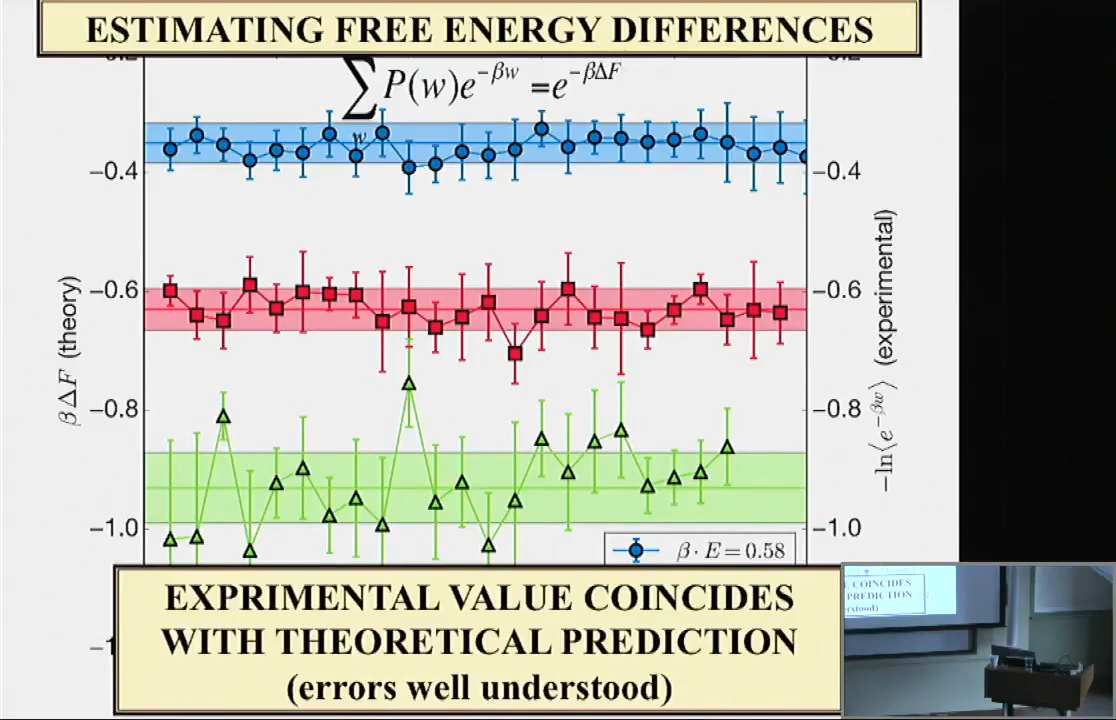 ESTIMATING FREE ENERGY DIFFERENCES
∑ P(w)e^{-βw} = e^{-βΔF}
w
−0.4
−0.6
−0.8
−1.0
βΔF (theory)
−0.4
−0.6
−0.8
−1.0
−ln⟨e^{−βw}⟩ (experimental)
β · E = 0.58
EXPRIMENTAL VALUE COINCIDES
WITH THEORETICAL PREDICTION
(errors well understood)
COINCIDES
PREDICTION